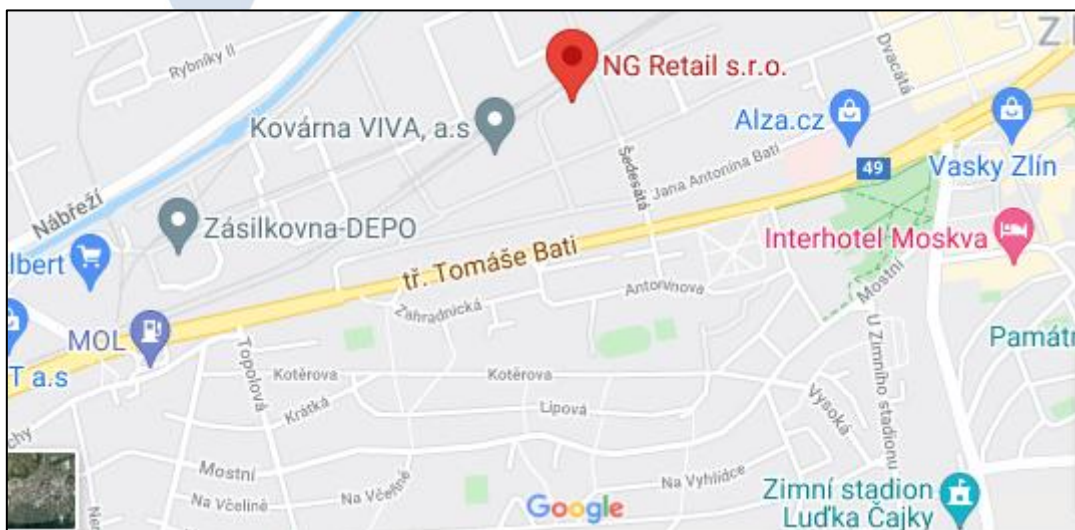 Rybníky II
NG Retail s.r.o.
Dvacátá
Z
Kovárna VIVA, a.s
Alza.cz
Vasky Zlín
49
Šedesátá
Jana Antonína Bati
Nábřeží
Zásilkovna-DEPO
Interhotel Moskva
lbert
tř. Tomáše Bati
Antonínova
Zahradnická
Mostní
MOL
T a.s
Topolová
U Zimního stadionu
Památr
Kotěrova
Kotěrova
Krátká
Lipová
Vysoká
chy
Mostní
Na Včelíně
Na Včelíně
Na Vyhlídce
Google
Zimní stadion
Luďka Čajky